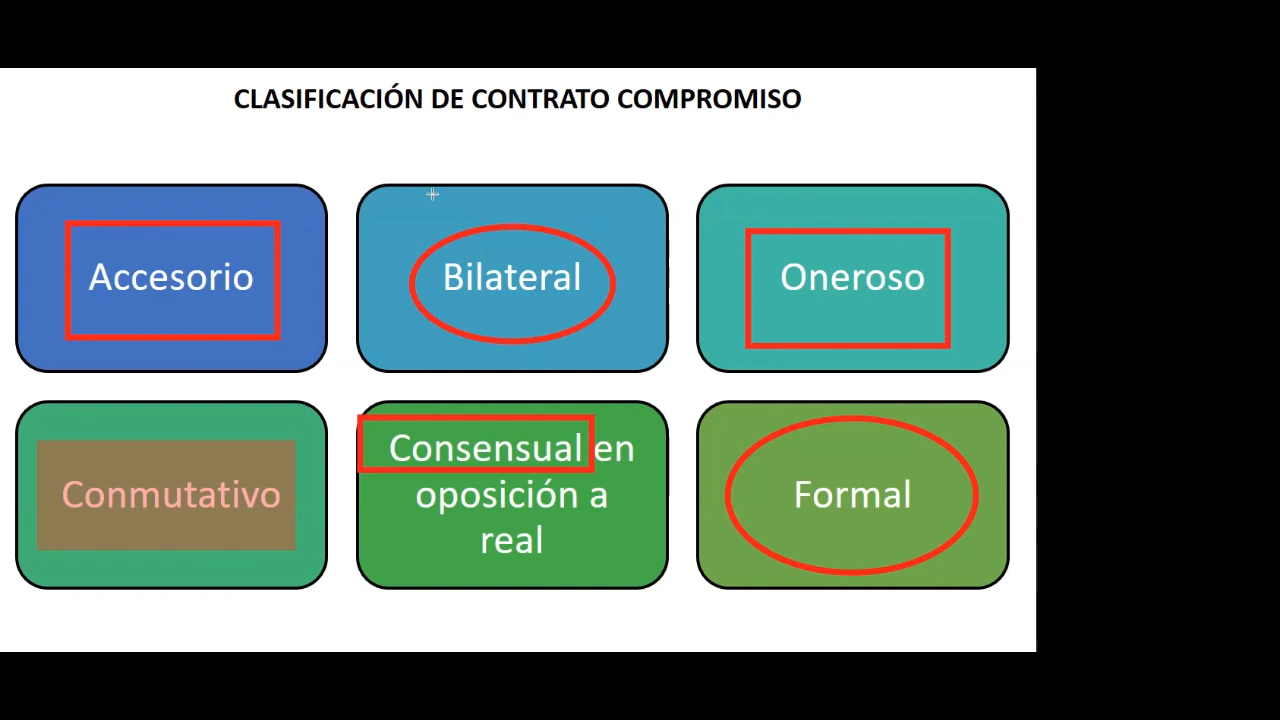 CLASIFICACIÓN DE CONTRATO COMPROMISO
Accesorio
Bilateral
Oneroso
Conmutativo
Consensual en
oposición a
real
Formal